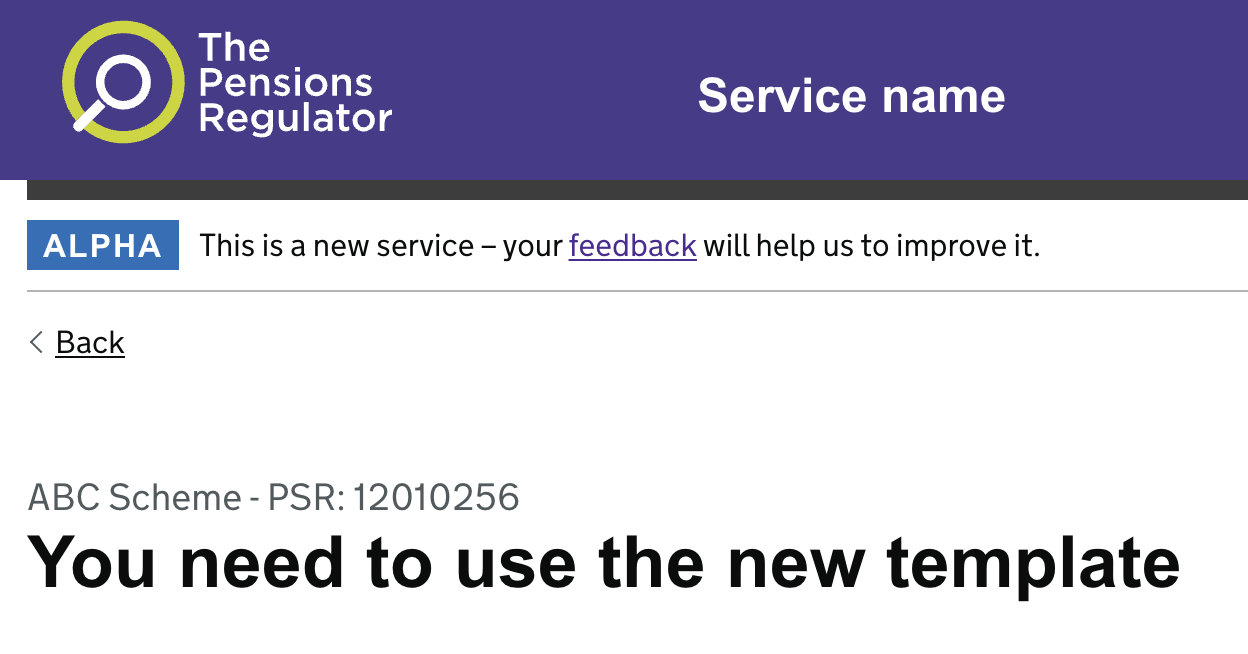 The
Pensions
Regulator
Service name
ALPHA This is a new service – your feedback will help us to improve it.
Back
ABC Scheme - PSR: 12010256
You need to use the new template